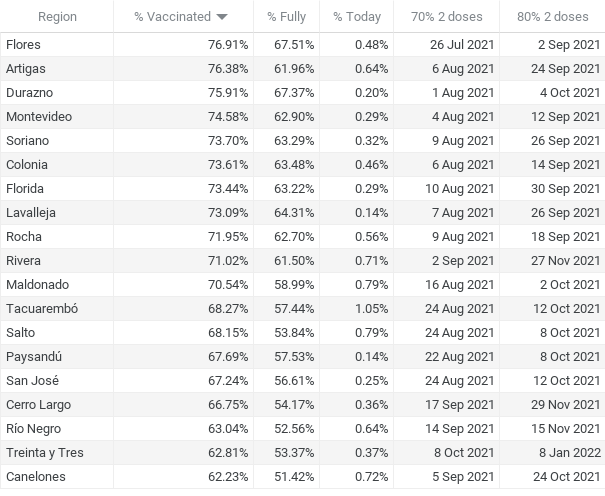 Region % Vaccinated % Fully % Today 70% 2 doses 80% 2 doses
Flores 76.91% 67.51% 0.48% 26 Jul 2021 2 Sep 2021
Artigas 76.38% 61.96% 0.64% 6 Aug 2021 24 Sep 2021
Durazno 75.91% 67.37% 0.20% 1 Aug 2021 4 Oct 2021
Montevideo 74.58% 62.90% 0.29% 4 Aug 2021 12 Sep 2021
Soriano 73.70% 63.29% 0.32% 9 Aug 2021 26 Sep 2021
Colonia 73.61% 63.48% 0.46% 6 Aug 2021 14 Sep 2021
Florida 73.44% 63.22% 0.29% 10 Aug 2021 30 Sep 2021
Lavalleja 73.09% 64.31% 0.14% 7 Aug 2021 26 Sep 2021
Rocha 71.95% 62.70% 0.56% 9 Aug 2021 18 Sep 2021
Rivera 71.02% 61.50% 0.71% 2 Sep 2021 27 Nov 2021
Maldonado 70.54% 58.99% 0.79% 16 Aug 2021 2 Oct 2021
Tacuarembó 68.27% 57.44% 1.05% 24 Aug 2021 12 Oct 2021
Salto 68.15% 53.84% 0.79% 24 Aug 2021 8 Oct 2021
Paysandú 67.69% 57.53% 0.14% 22 Aug 2021 8 Oct 2021
San José 67.24% 56.61% 0.25% 24 Aug 2021 12 Oct 2021
Cerro Largo 66.75% 54.17% 0.36% 17 Sep 2021 29 Nov 2021
Río Negro 63.04% 52.56% 0.64% 14 Sep 2021 15 Nov 2021
Treinta y Tres 62.81% 53.37% 0.37% 8 Oct 2021 8 Jan 2022
Canelones 62.23% 51.42% 0.72% 5 Sep 2021 24 Oct 2021